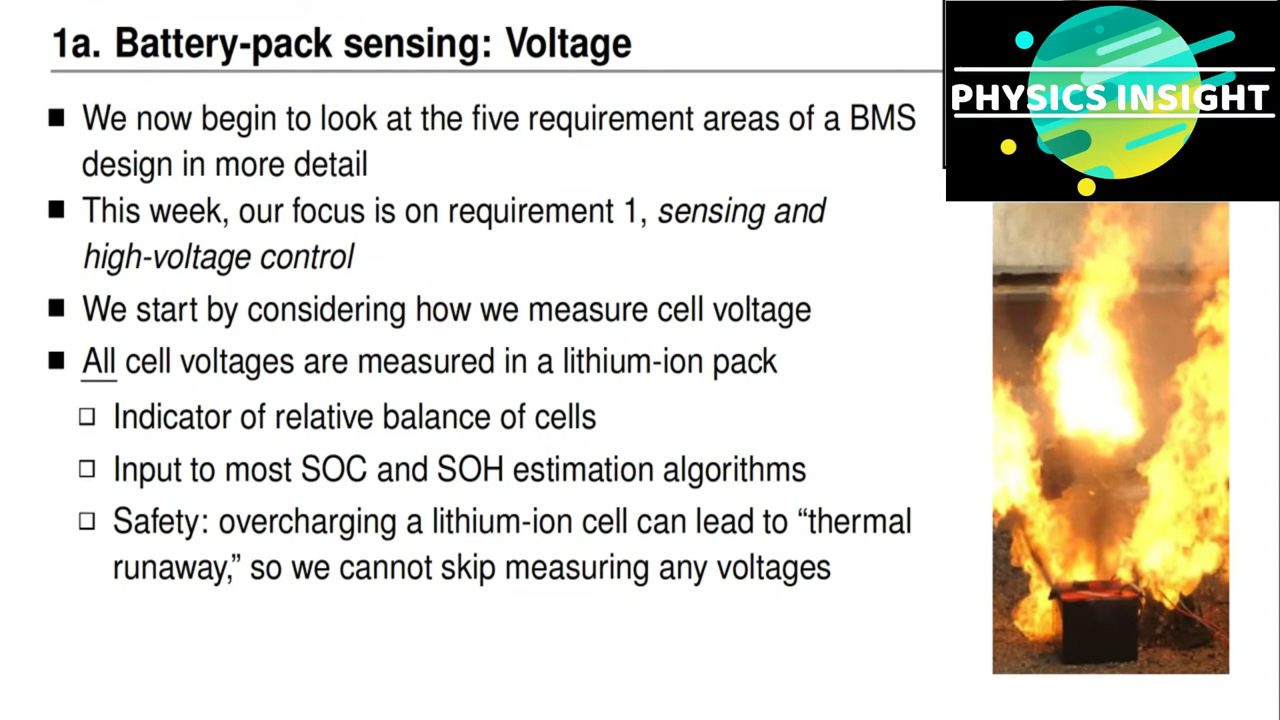 1a. Battery-pack sensing: Voltage
PHYSICS INSIGHT
■ We now begin to look at the five requirement areas of a BMS
design in more detail
■ This week, our focus is on requirement 1, sensing and
high-voltage control
■ We start by considering how we measure cell voltage
■ All cell voltages are measured in a lithium-ion pack
□ Indicator of relative balance of cells
□ Input to most SOC and SOH estimation algorithms
□ Safety: overcharging a lithium-ion cell can lead to “thermal
runaway,” so we cannot skip measuring any voltages